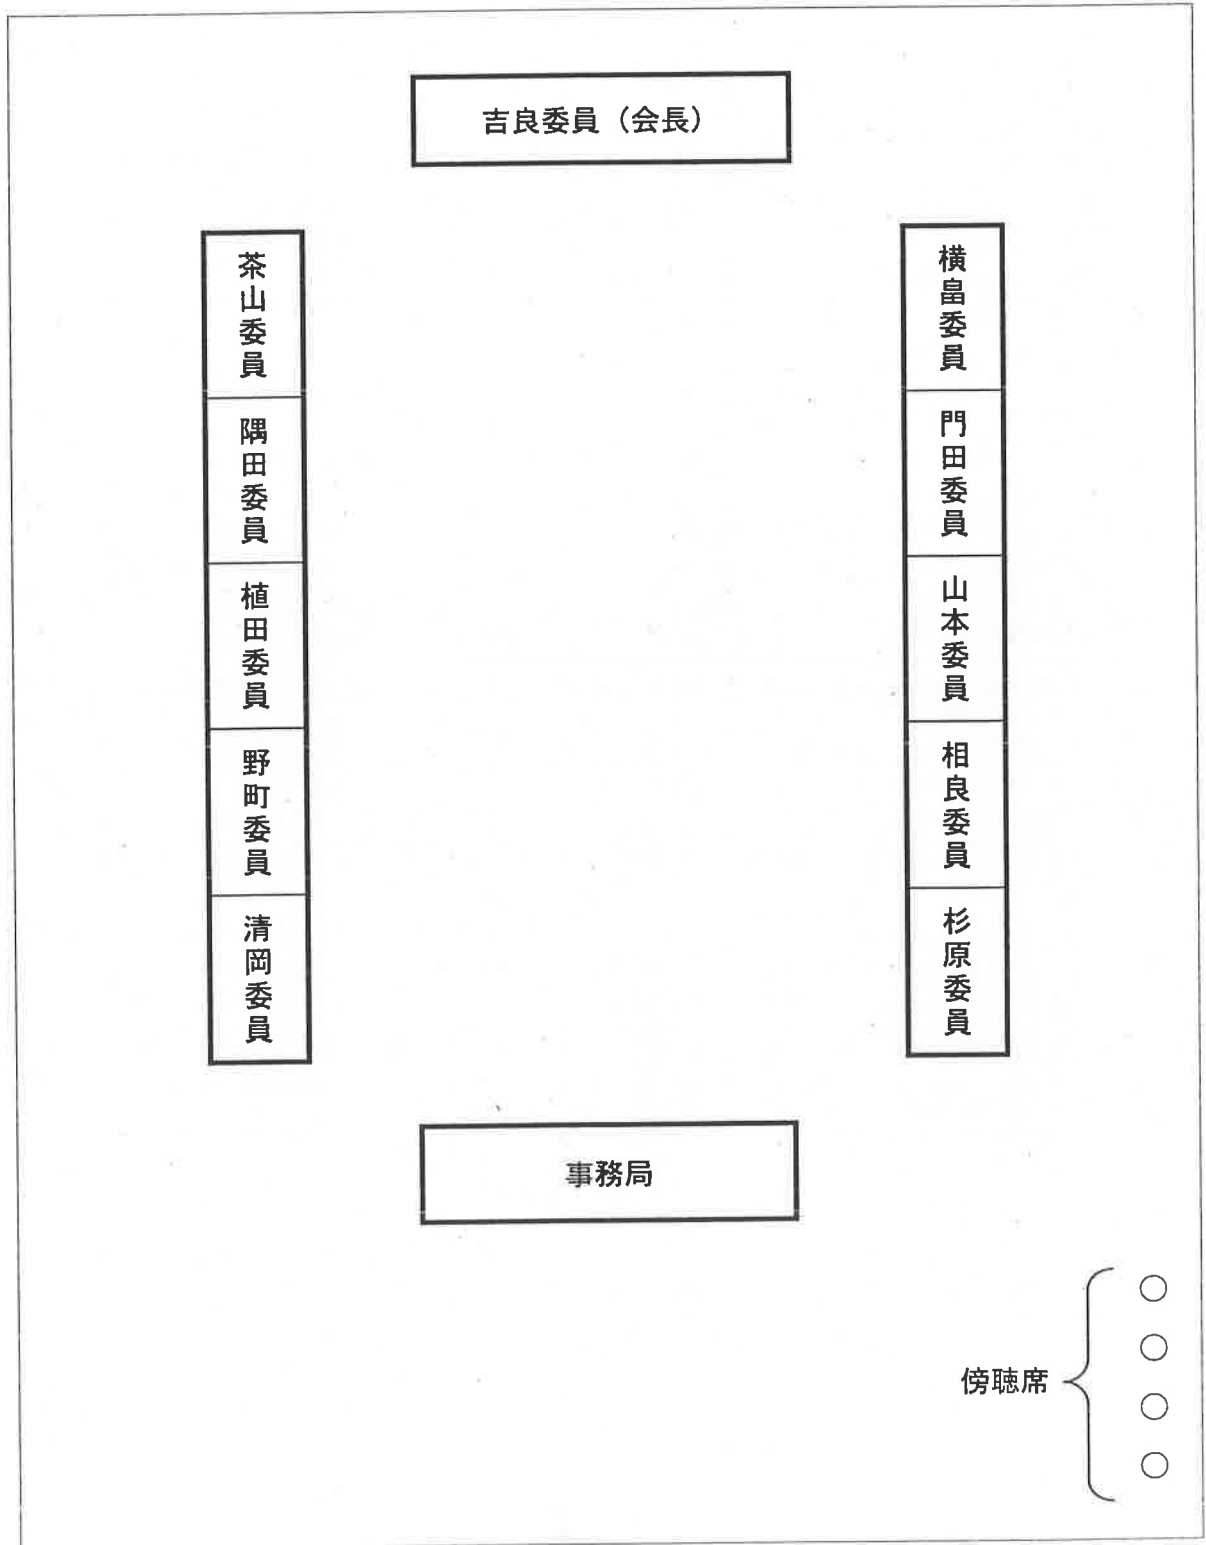 吉良委員（会長）
茶山委員
隅田委員
植田委員
野町委員
清岡委員
横畠委員
門田委員
山本委員
相良委員
杉原委員
事務局
傍聴席